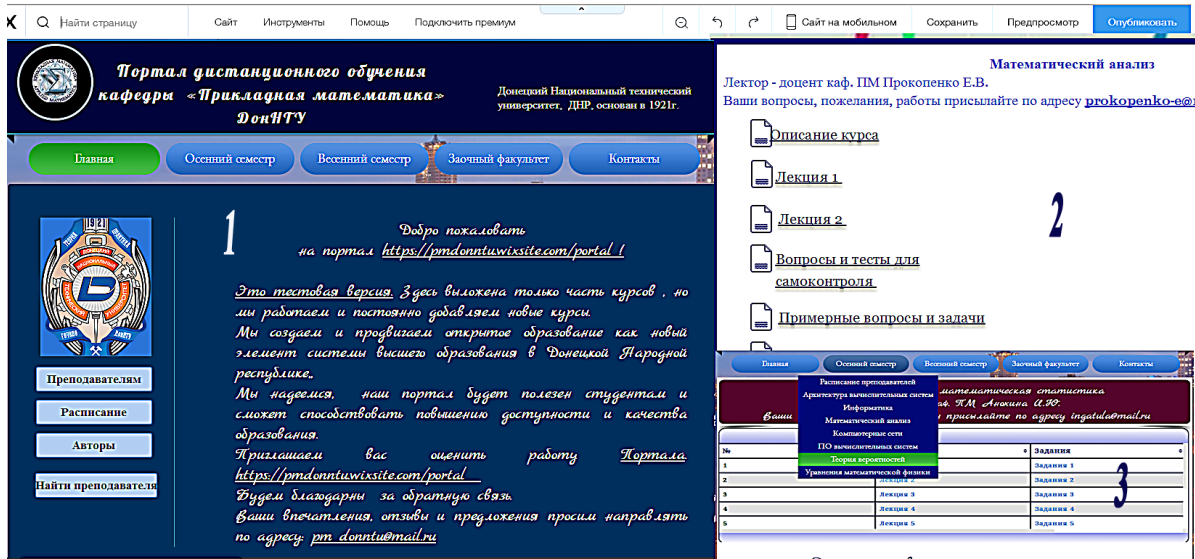 Найти страницу
Сайт
Инструменты
Помощь
Подключить премиум
Сайт на мобильном
Сохранить
Предпросмотр
Опубликовать
Портал дистанционного обучения
кафедры «Прикладная математика»
ДонНТУ
Донецкий Национальный технический
университет, ДНР, основан в 1921г.
Главная
Осенний семестр
Весенний семестр
Заочный факультет
Контакты
1921
Преподавателям
Расписание
Авторы
Найти преподавателя
1
Добро пожаловать
на портал https://pmdonntu.wixsite.com/portal !
Это тестовая версия. Здесь выложена только часть курсов , но
мы работаем и постоянно добавляем новые курсы.
Мы создаем и продвигаем открытое образование как новый
элемент системы высшего образования в Донецкой Народной
республике..
Мы надеемся, наш портал будет полезен студентам и
сможет способствовать повышению доступности и качества
образования.
Приглашаем вас оценить работу Портала
https://pmdonntuwixsite.com/portal
Будем благодарны за обратную связь.
Ваши впечатления, отзывы и предложения просим направлять
по адресу: pm_donntu@mail.ru
Математический анализ
Лектор - доцент каф. ПМ Прокопенко Е.В.
Ваши вопросы, пожелания, работы присылайте по адресу prokopenko-e@
Описание курса
Лекция 1
Лекция 2
2
Вопросы и тесты для
самоконтроля
Примерные вопросы и задачи
Главная
Осенний семестр
Весенний семестр
Заочный факультет
Контакты
Расписание преподавателей
Архитектура вычислительных систем
Информатика
Математический анализ
Компьютерные сети
ПО вычислительных систем
Теория вероятностей
Уравнения математической физики
математическая статистика
каф. ПМ Анохина И.Ю.
Ваши присылайте по адресу ingatula@mail.ru
№ Задания
1 Задания 1
2 Лекция 2 Задания 2
3 Лекция 3 Задания 3
4 Лекция 4 Задания 4
5 Лекция 5 Задания 5
3